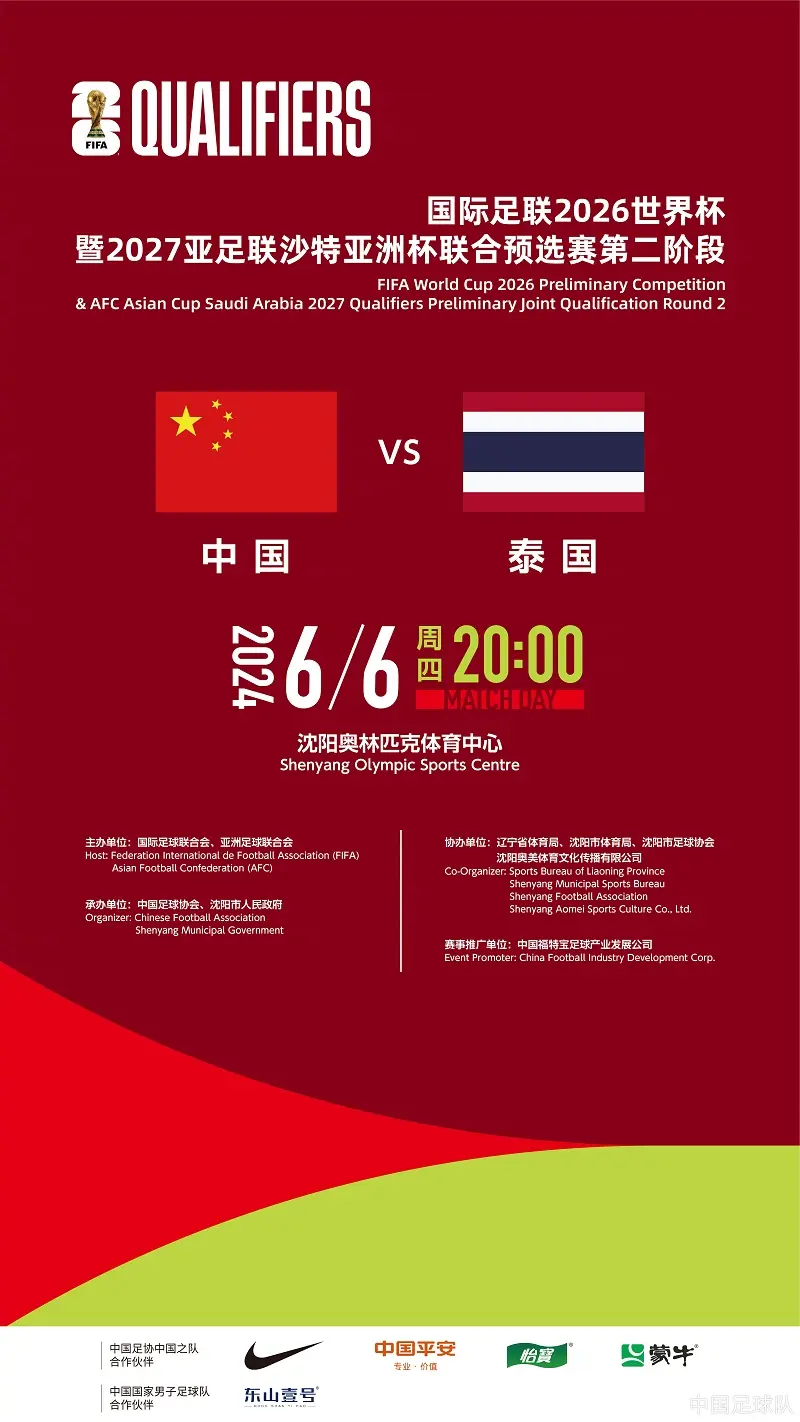 FIFA
QUALIFIERS
国际足联2026世界杯
暨2027亚足联沙特亚洲杯联合预选赛第二阶段
FIFA World Cup 2026 Preliminary Competition
& AFC Asian Cup Saudi Arabia 2027 Qualifiers Preliminary Joint Qualification Round 2
中国
VS
泰国
2024
6/6
周四
20:00
MATCH DAY
沈阳奥林匹克体育中心
Shenyang Olympic Sports Centre
主办单位：国际足球联合会、亚洲足球联合会
Host: Federation International de Football Association (FIFA)
Asian Football Confederation (AFC)
承办单位：中国足球协会、沈阳市人民政府
Organizer: Chinese Football Association
Shenyang Municipal Government
协办单位：辽宁省体育局、沈阳市体育局、沈阳市足球协会
沈阳奥美体育文化传播有限公司
Co-Organizer: Sports Bureau of Liaoning Province
Shenyang Municipal Sports Bureau
Shenyang Football Association
Shenyang Aomei Sports Culture Co., Ltd.
赛事推广单位：中国福特宝足球产业发展公司
Event Promoter: China Football Industry Development Corp.
中国足协中国之队
合作伙伴
中国平安
专业·价值
怡寶
蒙牛
中国国家男子足球队
合作伙伴
东山壹号
DONG SHAN YI HAO
中国足球队